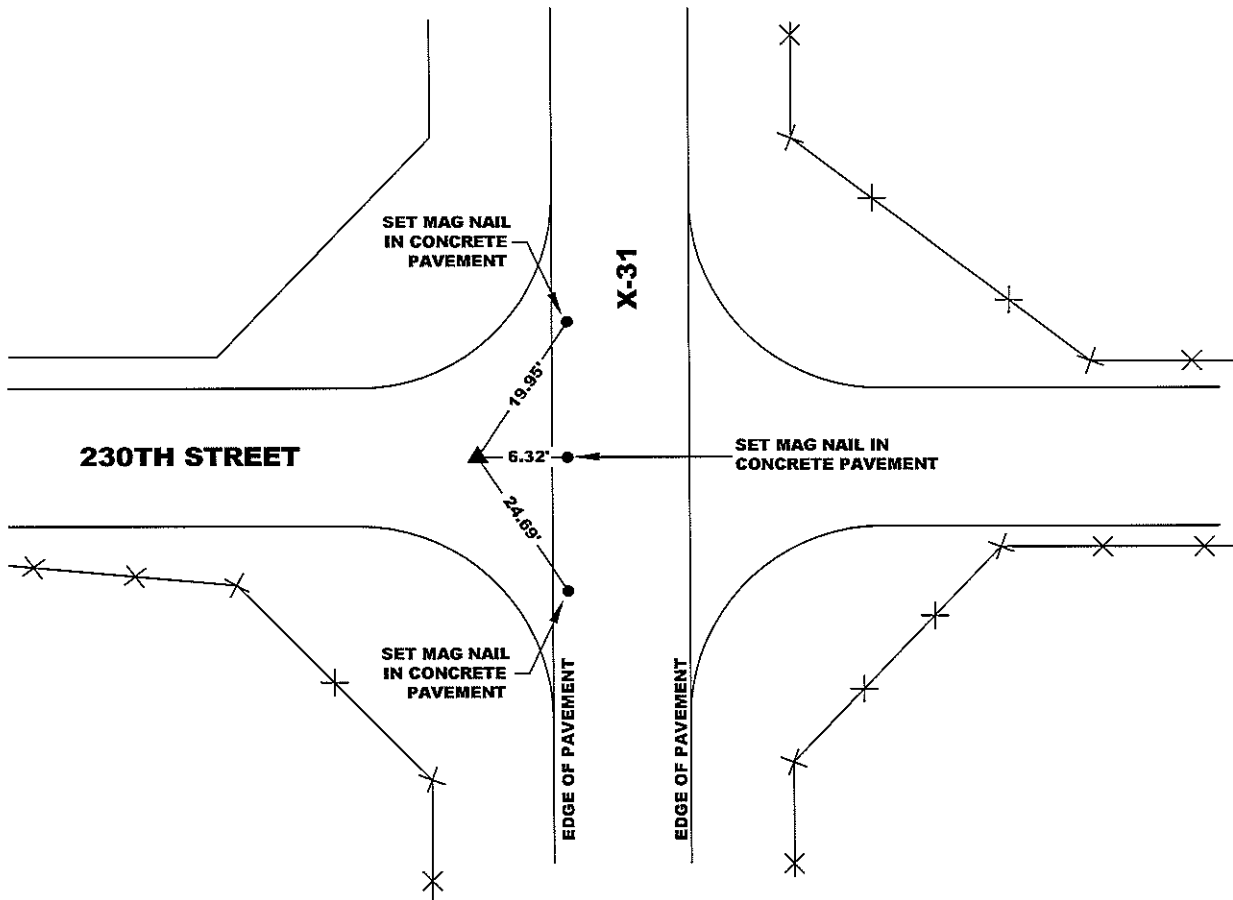 SET MAG NAIL
IN CONCRETE
PAVEMENT
X-31
19.95'
230TH STREET
6.32'
SET MAG NAIL IN
CONCRETE PAVEMENT
24.69'
SET MAG NAIL
IN CONCRETE
PAVEMENT
EDGE OF PAVEMENT
EDGE OF PAVEMENT